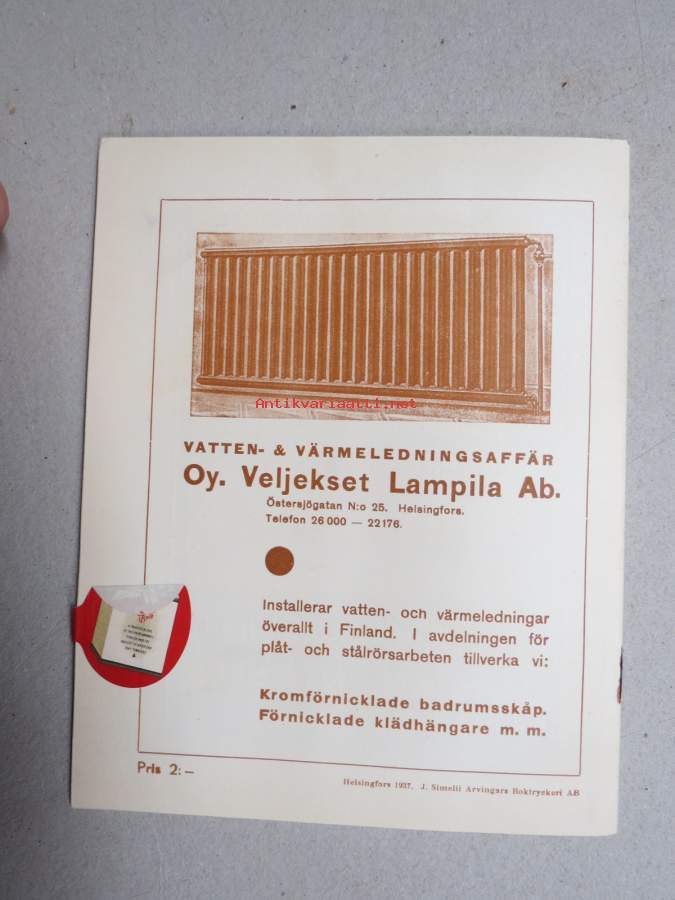 Antikvariaatti.net
VATTEN- & VÄRMELEDNINGSAFFÄR
Oy. Veljekset Lampila Ab.
Östersjögatan N:o 25. Helsingfors.
Telefon 26 000 — 22176.
Installerar vatten- och värmeledningar
överallt i Finland. I avdelningen för
plåt- och stålrörsarbeten tillverka vi:
Kromförnicklade badrumsskåp.
Förnicklade klädhängare m. m.
Pris 2: —
Helsingfors 1937. J. Simelii Arvingars Boktryckeri AB